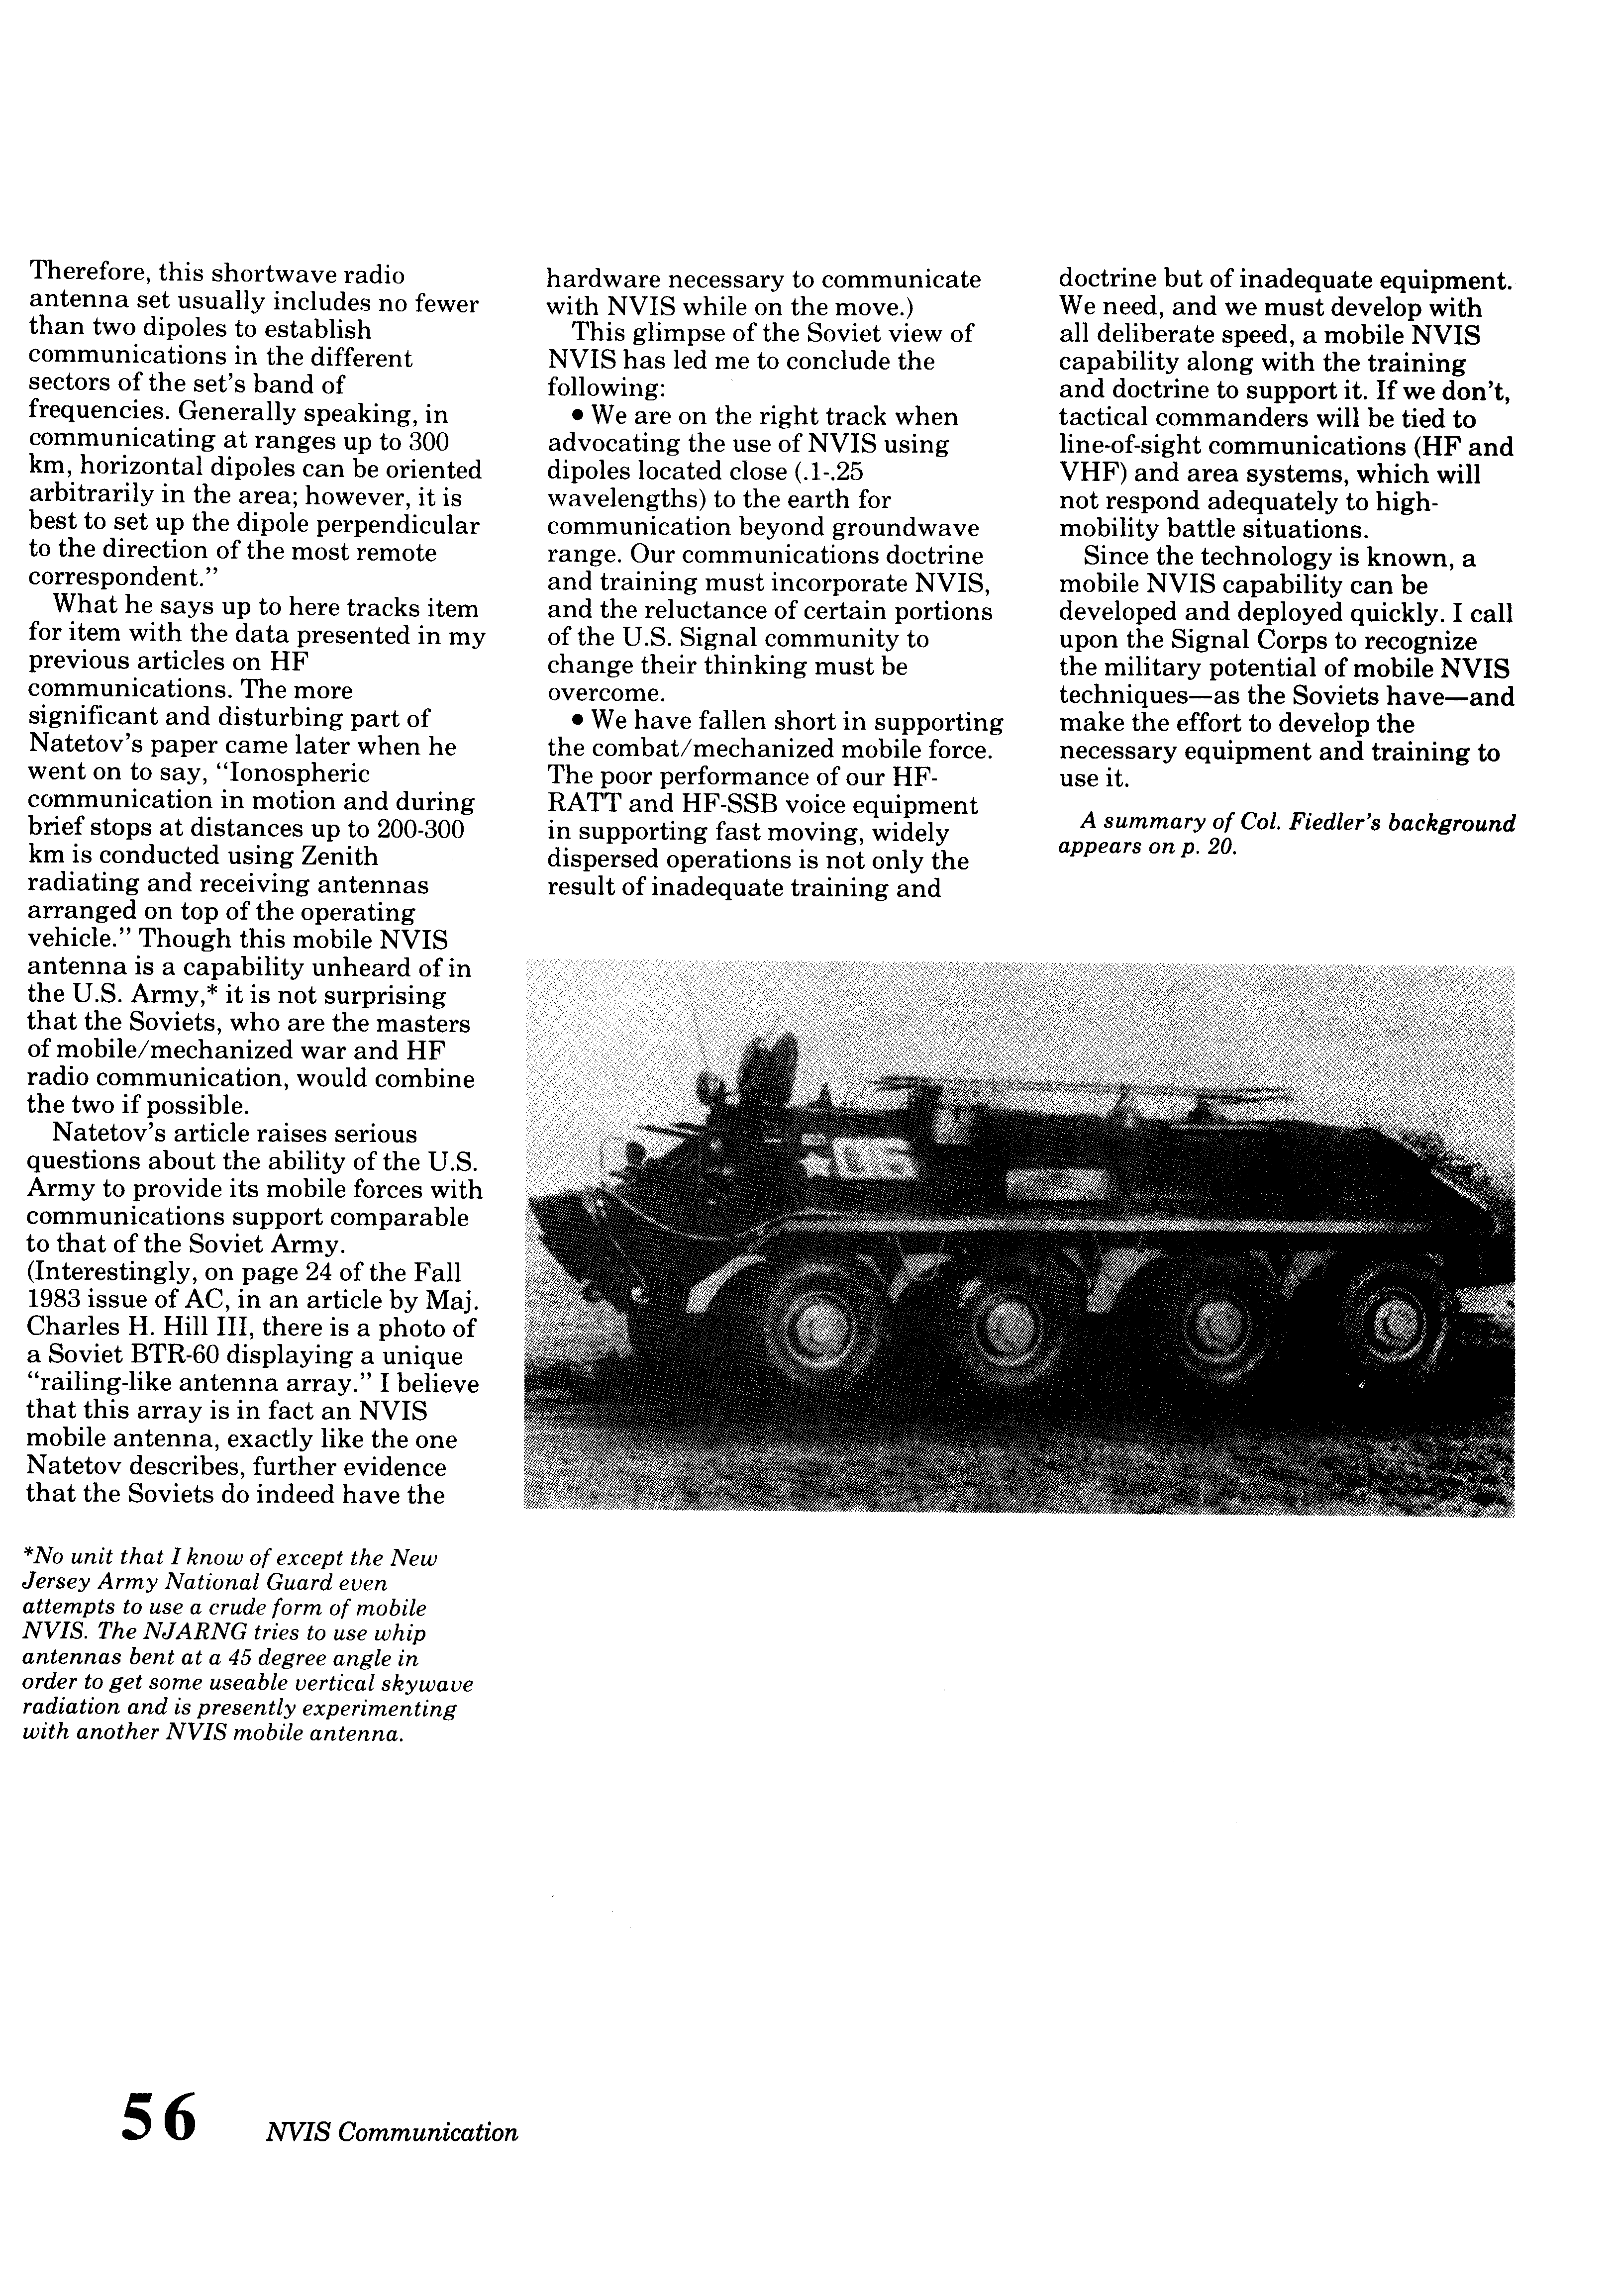 Therefore, this shortwave radio
antenna set usually includes no fewer
than two dipoles to establish
communications in the different
sectors of the set's band of
frequencies. Generally speaking, in
communicating at ranges up to 300
km, horizontal dipoles can be oriented
arbitrarily in the area; however, it is
best to set up the dipole perpendicular
to the direction of the most remote
correspondent.”
What he says up to here tracks item
for item with the data presented in my
previous articles on HF
communications. The more
significant and disturbing part of
Natetov's paper came later when he
went on to say, “Ionospheric
communication in motion and during
brief stops at distances up to 200-300
km is conducted using Zenith
radiating and receiving antennas
arranged on top of the operating
vehicle.” Though this mobile NVIS
antenna is a capability unheard of in
the U.S. Army,* it is not surprising
that the Soviets, who are the masters
of mobile/mechanized war and HF
radio communication, would combine
the two if possible.
Natetov's article raises serious
questions about the ability of the U.S.
Army to provide its mobile forces with
communications support comparable
to that of the Soviet Army.
(Interestingly, on page 24 of the Fall
1983 issue of AC, in an article by Maj.
Charles H. Hill III, there is a photo of
a Soviet BTR-60 displaying a unique
“railing-like antenna array.” I believe
that this array is in fact an NVIS
mobile antenna, exactly like the one
Natetov describes, further evidence
that the Soviets do indeed have the
*No unit that I know of except the New
Jersey Army National Guard even
attempts to use a crude form of mobile
NVIS. The NJARNG tries to use whip
antennas bent at a 45 degree angle in
order to get some useable vertical skywave
radiation and is presently experimenting
with another NVIS mobile antenna.
hardware necessary to communicate
with NVIS while on the move.)
This glimpse of the Soviet view of
NVIS has led me to conclude the
following:
• We are on the right track when
advocating the use of NVIS using
dipoles located close (.1-.25
wavelengths) to the earth for
communication beyond groundwave
range. Our communications doctrine
and training must incorporate NVIS,
and the reluctance of certain portions
of the U.S. Signal community to
change their thinking must be
overcome.
• We have fallen short in supporting
the combat/mechanized mobile force.
The poor performance of our HF-
RATT and HF-SSB voice equipment
in supporting fast moving, widely
dispersed operations is not only the
result of inadequate training and
doctrine but of inadequate equipment.
We need, and we must develop with
all deliberate speed, a mobile NVIS
capability along with the training
and doctrine to support it. If we don't,
tactical commanders will be tied to
line-of-sight communications (HF and
VHF) and area systems, which will
not respond adequately to high-
mobility battle situations.
Since the technology is known, a
mobile NVIS capability can be
developed and deployed quickly. I call
upon the Signal Corps to recognize
the military potential of mobile NVIS
techniques—as the Soviets have—and
make the effort to develop the
necessary equipment and training to
use it.
A summary of Col. Fiedler's background
appears on p. 20.
56 NVIS Communication